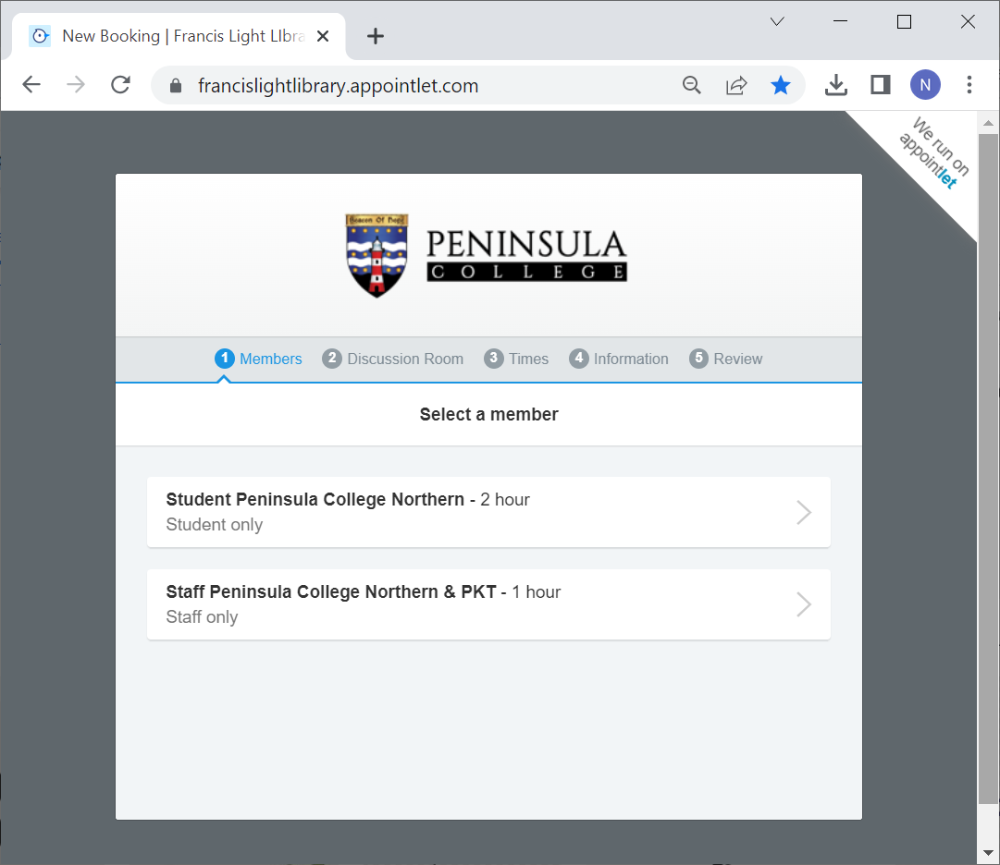 New Booking | Francis Light LIbra
francislightlibrary.appointlet.com
N
We run on
appointlet
Beacon Of Hope
PENINSULA
COLLEGE
1 Members 2 Discussion Room 3 Times 4 Information 5 Review
Select a member
Student Peninsula College Northern - 2 hour
Student only
Staff Peninsula College Northern & PKT - 1 hour
Staff only